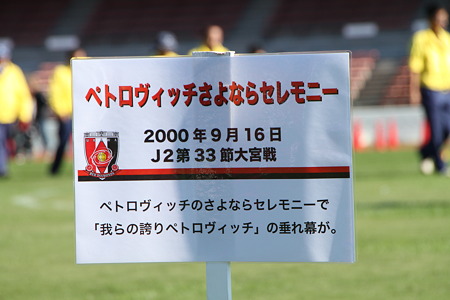 ペトロヴィッチさよならセレモニー
2000年9月16日
J2第33節大宮戦
ペトロヴィッチのさよならセレモニーで
「我らの誇りペトロヴィッチ」の垂れ幕が。